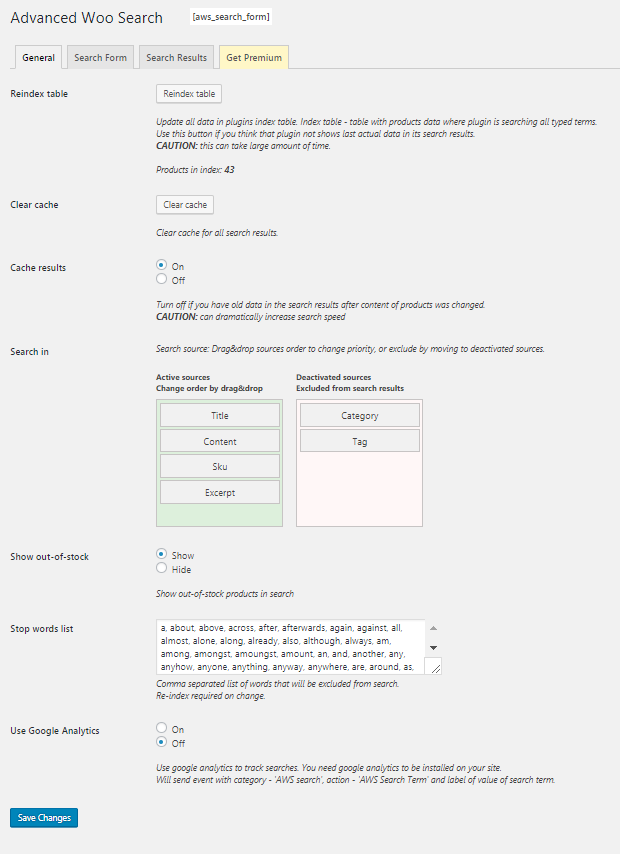 Advanced Woo Search [aws_search_form]
General Search Form Search Results Get Premium
Reindex table Reindex table
Update all data in plugins index table. Index table - table with products data where plugin is searching all typed terms.
Use this button if you think that plugin not shows last actual data in its search results.
CAUTION: this can take large amount of time.
Products in index: 43
Clear cache Clear cache
Clear cache for all search results.
Cache results On
Off
Turn off if you have old data in the search results after content of products was changed.
CAUTION: can dramatically increase search speed
Search in Search source: Drag&drop sources order to change priority, or exclude by moving to deactivated sources.
Active sources Deactivated sources
Change order by drag&drop Excluded from search results
Title Category
Content Tag
Sku
Excerpt
Show out-of-stock Show
Hide
Show out-of-stock products in search
Stop words list a, about, above, across, after, afterwards, again, against, all,
almost, alone, along, already, also, although, always, am,
among, amongst, amoungst, amount, an, and, another, any,
anyhow, anyone, anything, anyway, anywhere, are, around, as,
Comma separated list of words that will be excluded from search.
Re-index required on change.
Use Google Analytics On
Off
Use google analytics to track searches. You need google analytics to be installed on your site.
Will send event with category - 'AWS search', action - 'AWS Search Term' and label of value of search term.
Save Changes